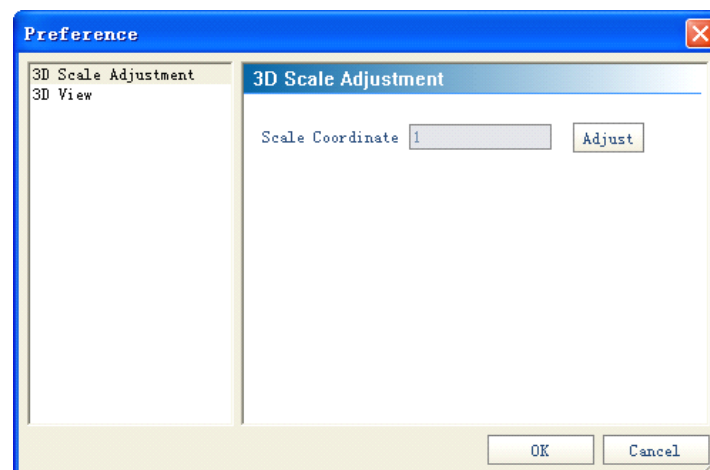 Preference
3D Scale Adjustment
3D View
3D Scale Adjustment
Scale Coordinate 1 Adjust
OK Cancel